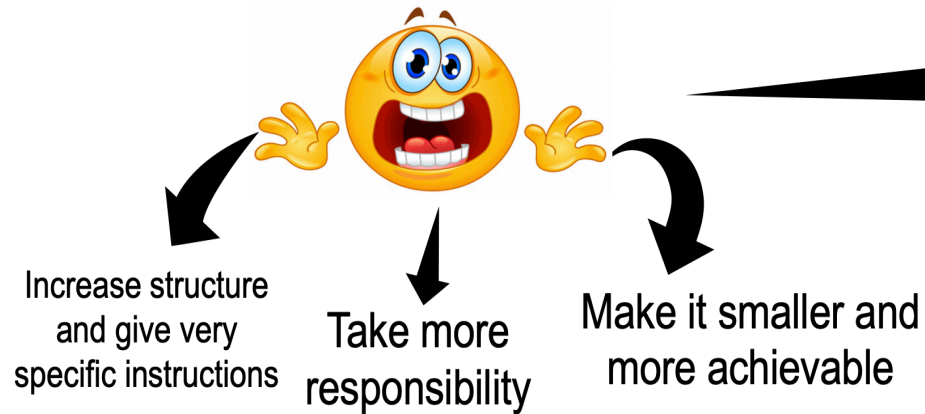 Increase structure
and give very
specific instructions
Take more
responsibility
Make it smaller and
more achievable